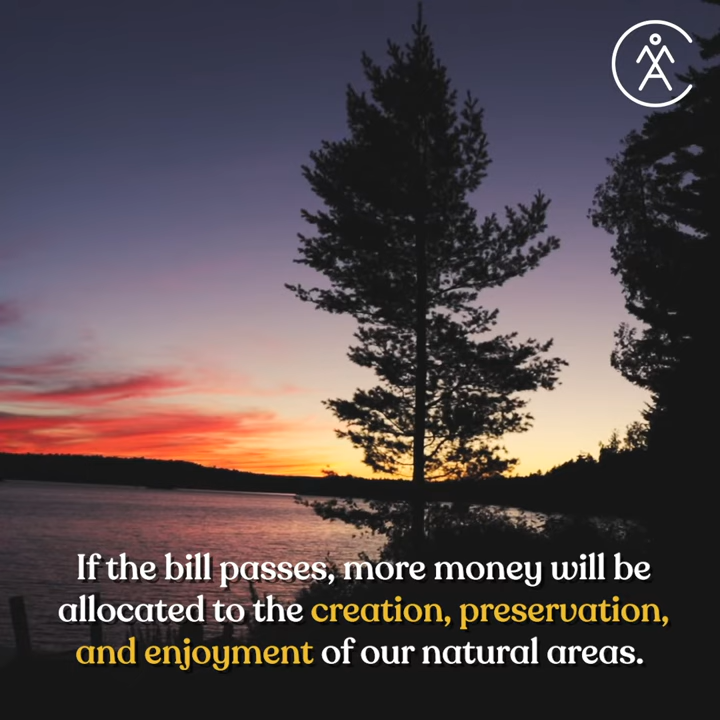 If the bill passes, more money will be
allocated to the creation, preservation,
and enjoyment of our natural areas.